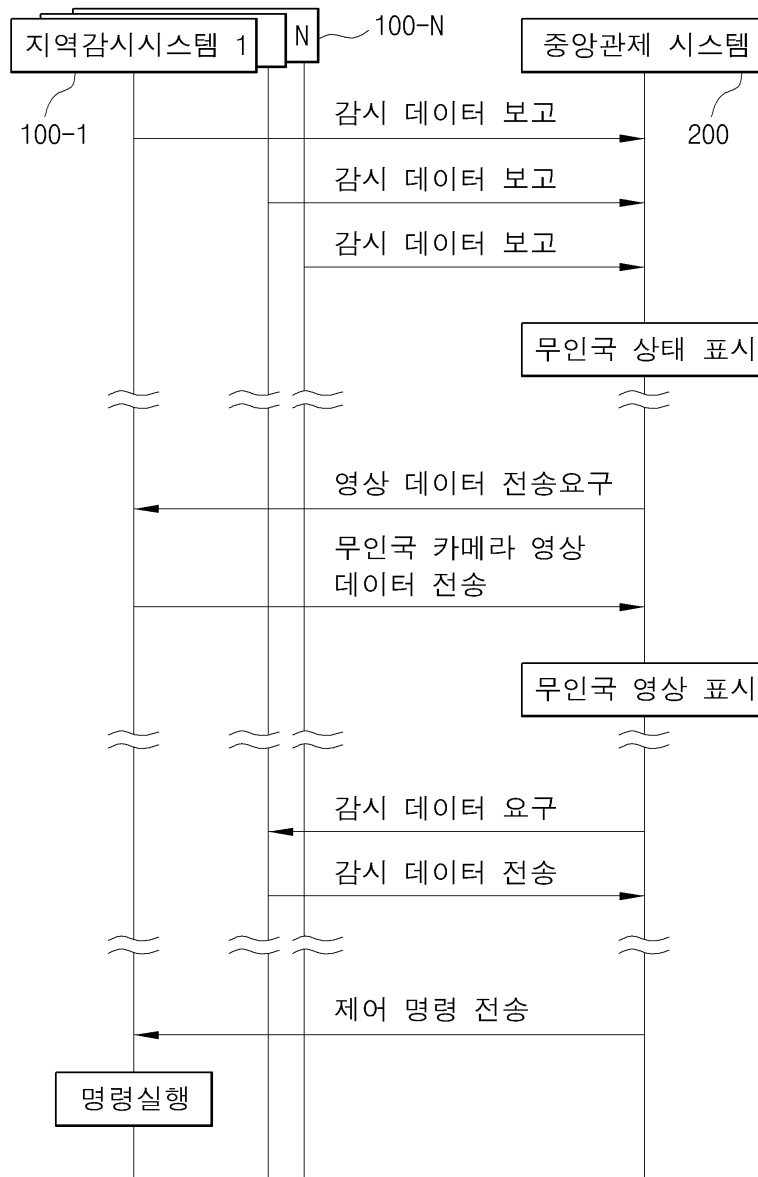 지역감시시스템 1
N
100-N
중앙관제 시스템
100-1
200
감시 데이터 보고
감시 데이터 보고
감시 데이터 보고
무인국 상태 표시
영상 데이터 전송요구
무인국 카메라 영상
데이터 전송
무인국 영상 표시
감시 데이터 요구
감시 데이터 전송
제어 명령 전송
명령실행